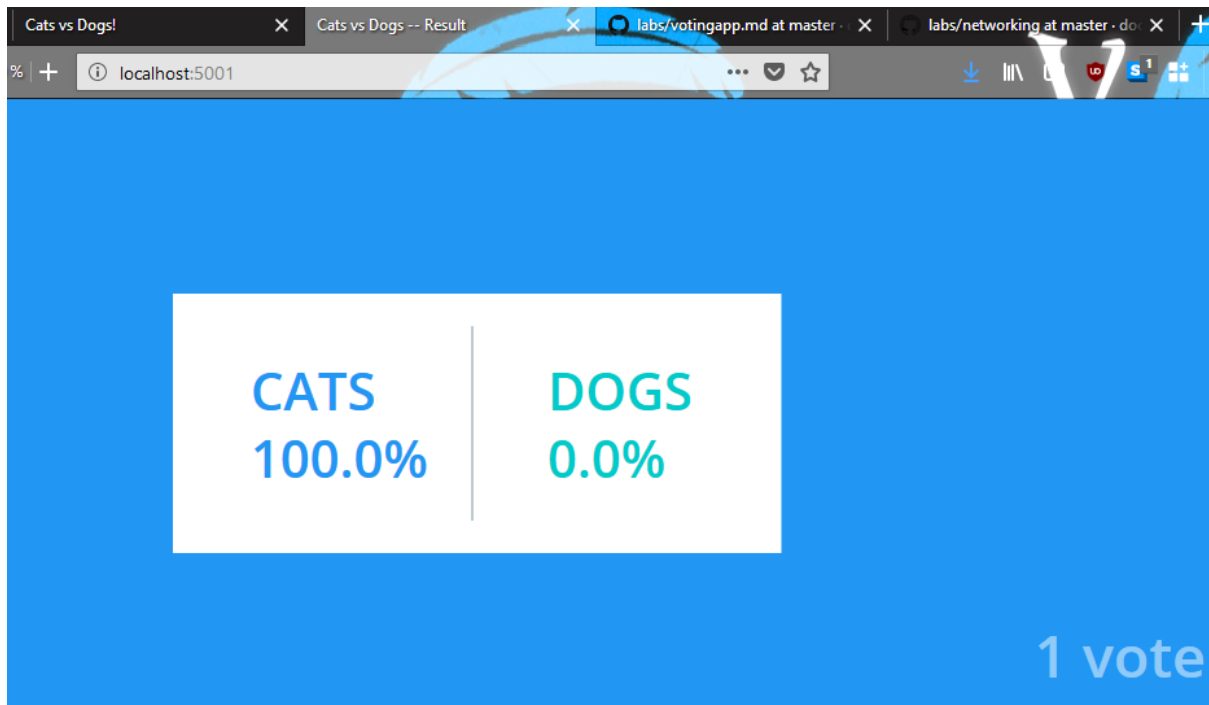 Cats vs Dogs!
Cats vs Dogs -- Result
labs/votingapp.md at master ·
labs/networking at master · doc
% localhost:5001
1
CATS
100.0%
DOGS
0.0%
1 vote